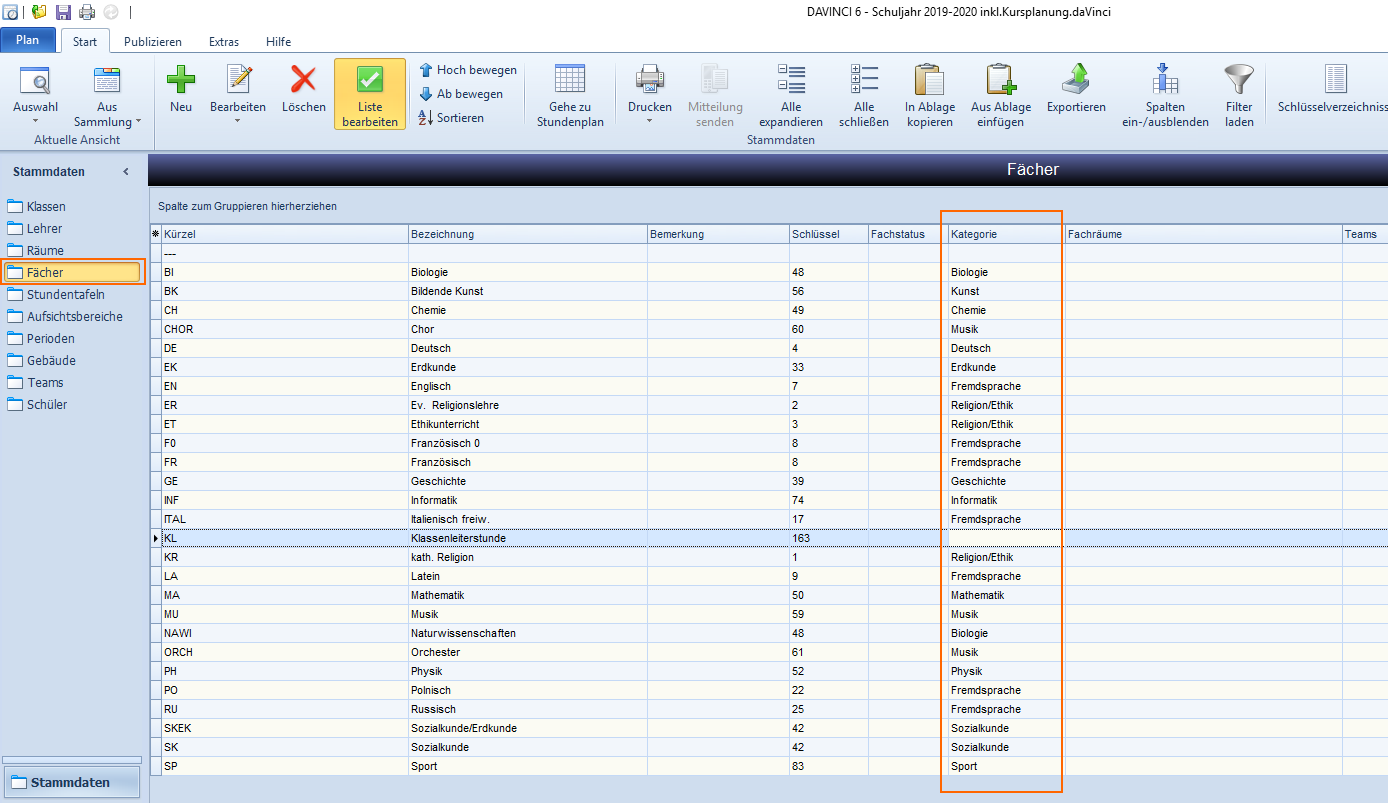 DAVINCI 6 - Schuljahr 2019-2020 inkl.Kursplanung.daVinci
Plan Start Publizieren Extras Hilfe
Auswahl
Aus Sammlung
Aktuelle Ansicht
Neu
Bearbeiten
Löschen
Liste bearbeiten
Hoch bewegen
Ab bewegen
Sortieren
Gehe zu Stundenplan
Drucken
Mitteilung senden
Alle expandieren
Alle schließen
In Ablage kopieren
Aus Ablage einfügen
Exportieren
Spalten ein-/ausblenden
Filter laden
Schlüsselverzeichniss
Stammdaten
Stammdaten
Klassen
Lehrer
Räume
Fächer
Stundentafeln
Aufsichtsbereiche
Perioden
Gebäude
Teams
Schüler
Stammdaten
Fächer
Spalte zum Gruppieren hierherziehen
Kürzel Bezeichnung Bemerkung Schlüssel Fachstatus Kategorie Fachräume Teams
---
BI Biologie 48 Biologie
BK Bildende Kunst 56 Kunst
CH Chemie 49 Chemie
CHOR Chor 60 Musik
DE Deutsch 4 Deutsch
EK Erdkunde 33 Erdkunde
EN Englisch 7 Fremdsprache
ER Ev. Religionslehre 2 Religion/Ethik
ET Ethikunterricht 3 Religion/Ethik
F0 Französisch 0 8 Fremdsprache
FR Französisch 8 Fremdsprache
GE Geschichte 39 Geschichte
INF Informatik 74 Informatik
ITAL Italienisch freiw. 17 Fremdsprache
KL Klassenleiterstunde 163
KR kath. Religion 1 Religion/Ethik
LA Latein 9 Fremdsprache
MA Mathematik 50 Mathematik
MU Musik 59 Musik
NAWI Naturwissenschaften 48 Biologie
ORCH Orchester 61 Musik
PH Physik 52 Physik
PO Polnisch 22 Fremdsprache
RU Russisch 25 Fremdsprache
SKEK Sozialkunde/Erdkunde 42 Sozialkunde
SK Sozialkunde 42 Sozialkunde
SP Sport 83 Sport